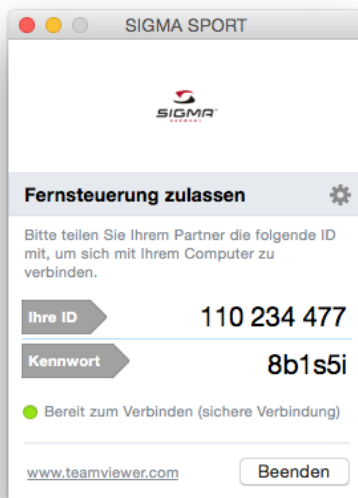 SIGMA SPORT
SIGMA
GERMANY
Fernsteuerung zulassen
Bitte teilen Sie Ihrem Partner die folgende ID
mit, um sich mit Ihrem Computer zu
verbinden.
Ihre ID 110 234 477
Kennwort 8b1s5i
Bereit zum Verbinden (sichere Verbindung)
www.teamviewer.com Beenden